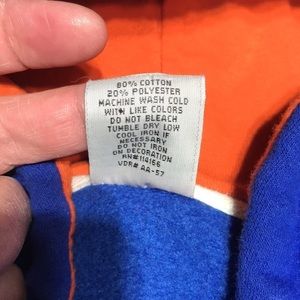 80% COTTON
20% POLYESTER
MACHINE WASH COLD
WITH LIKE COLORS
DO NOT BLEACH
TUMBLE DRY LOW
COOL IRON IF
NECESSARY
DO NOT IRON
ON DECORATION
RN#114166
VDR# AA-57